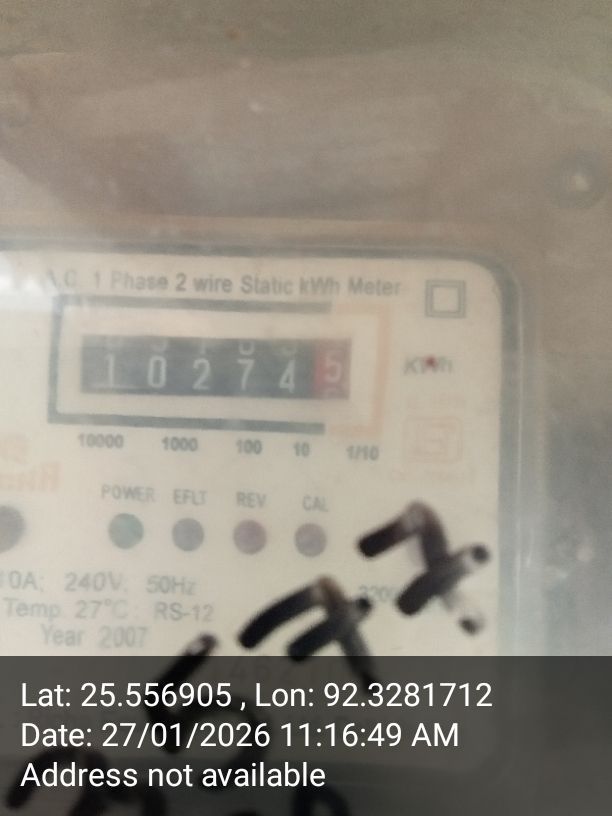 A.C. 1 Phase 2 wire Static kWh Meter
1 0 2 7 4 5
KWh
10000 1000 100 10 1/10
POWER EFLT REV CAL
10A; 240V; 50Hz
Temp. 27°C RS-12
Year 2007
77
Lat: 25.556905 , Lon: 92.3281712
Date: 27/01/2026 11:16:49 AM
Address not available